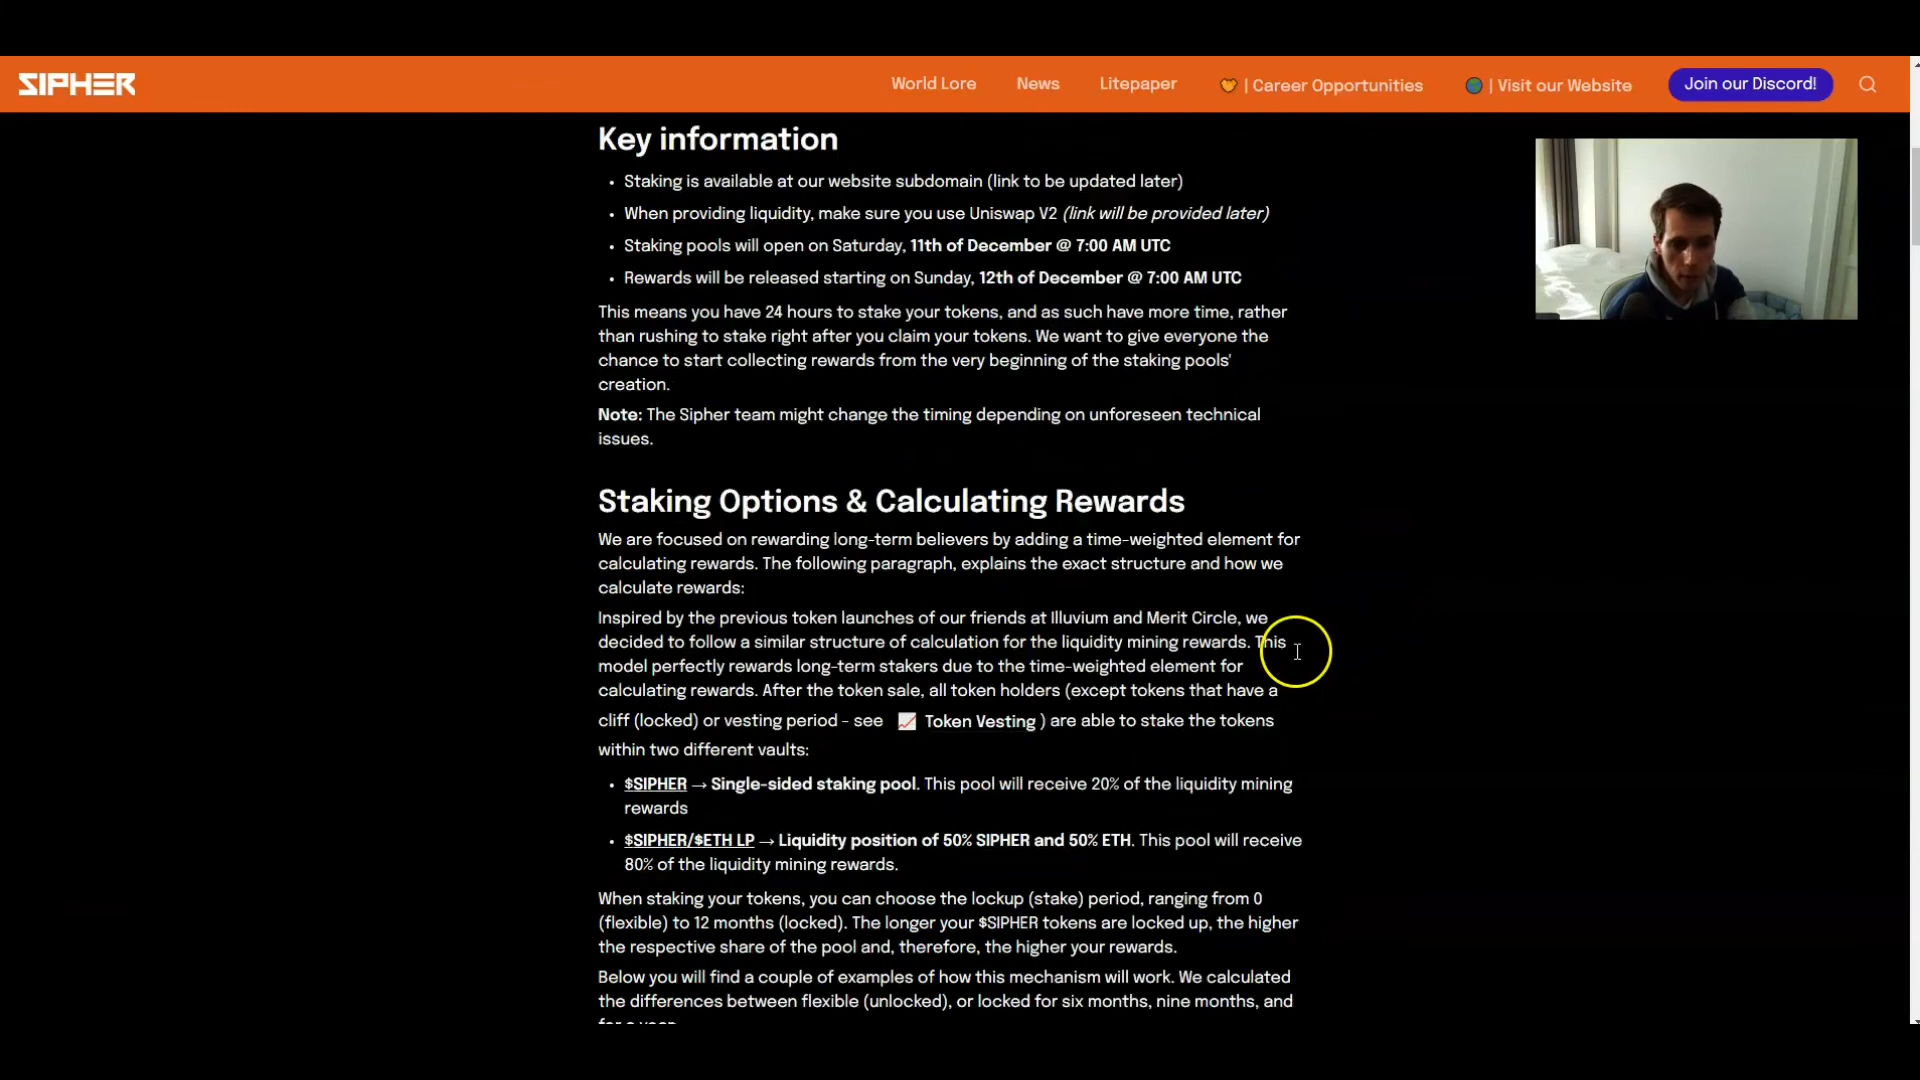 SIPHER
World Lore
News
Litepaper
| Career Opportunities
| Visit our Website
Join our Discord!
Key information
• Staking is available at our website subdomain (link to be updated later)
• When providing liquidity, make sure you use Uniswap V2 (link will be provided later)
• Staking pools will open on Saturday, 11th of December @ 7:00 AM UTC
• Rewards will be released starting on Sunday, 12th of December @ 7:00 AM UTC
This means you have 24 hours to stake your tokens, and as such have more time, rather
than rushing to stake right after you claim your tokens. We want to give everyone the
chance to start collecting rewards from the very beginning of the staking pools'
creation.
Note: The Sipher team might change the timing depending on unforeseen technical
issues.
Staking Options & Calculating Rewards
We are focused on rewarding long-term believers by adding a time-weighted element for
calculating rewards. The following paragraph, explains the exact structure and how we
calculate rewards:
Inspired by the previous token launches of our friends at Illuvium and Merit Circle, we
decided to follow a similar structure of calculation for the liquidity mining rewards. This
model perfectly rewards long-term stakers due to the time-weighted element for
calculating rewards. After the token sale, all token holders (except tokens that have a
cliff (locked) or vesting period - see Token Vesting ) are able to stake the tokens
within two different vaults:
• $SIPHER → Single-sided staking pool. This pool will receive 20% of the liquidity mining
rewards
• $SIPHER/$ETH LP → Liquidity position of 50% SIPHER and 50% ETH. This pool will receive
80% of the liquidity mining rewards.
When staking your tokens, you can choose the lockup (stake) period, ranging from 0
(flexible) to 12 months (locked). The longer your $SIPHER tokens are locked up, the higher
the respective share of the pool and, therefore, the higher your rewards.
Below you will find a couple of examples of how this mechanism will work. We calculated
the differences between flexible (unlocked), or locked for six months, nine months, and
for a year.